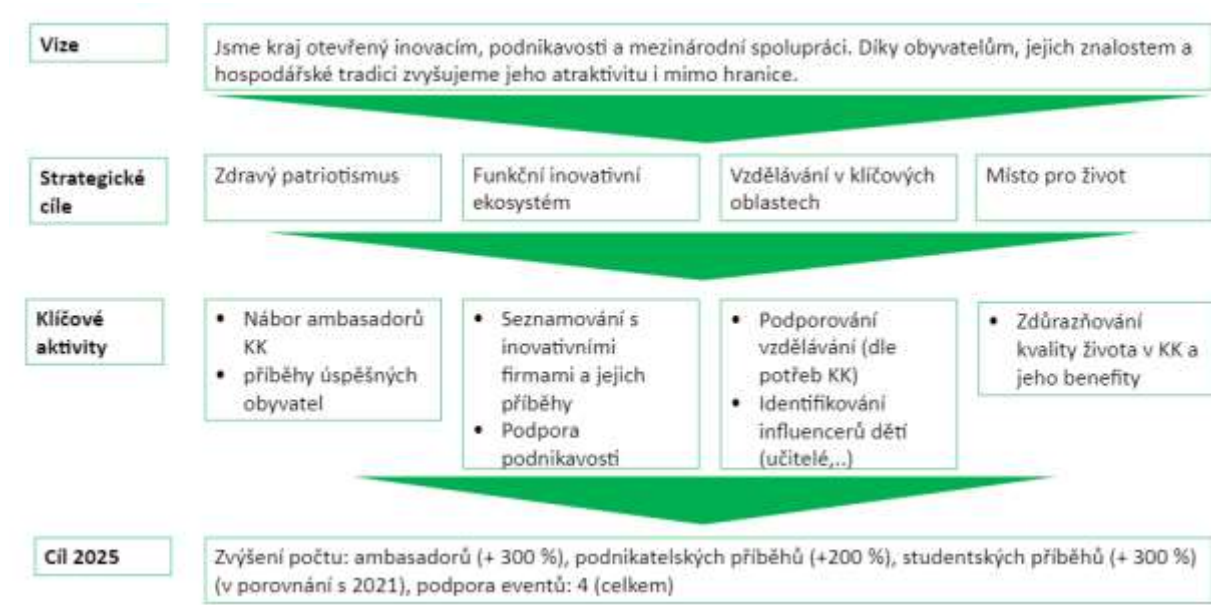 Vize
Jsme kraj otevřený inovacím, podnikavosti a mezinárodní spolupráci. Díky obyvatelům, jejich znalostem a
hospodářské tradici zvyšujeme jeho atraktivitu i mimo hranice.
Strategické
cíle
Zdravý patriotismus
Funkční inovativní
ekosystém
Vzdělávání v klíčových
oblastech
Místo pro život
Klíčové
aktivity
• Nábor ambasadorů
KK
• příběhy úspěšných
obyvatel
• Seznamování s
inovativními
firmami a jejich
příběhy
• Podpora
podnikavosti
• Podporování
vzdělávání (dle
potřeb KK)
• Identifikování
influencerů dětí
(učitelé,..)
• Zdůrazňování
kvality života v KK a
jeho benefity
Cíl 2025
Zvýšení počtu: ambasadorů (+ 300 %), podnikatelských příběhů (+200 %), studentských příběhů (+ 300 %)
(v porovnání s 2021), podpora eventů: 4 (celkem)